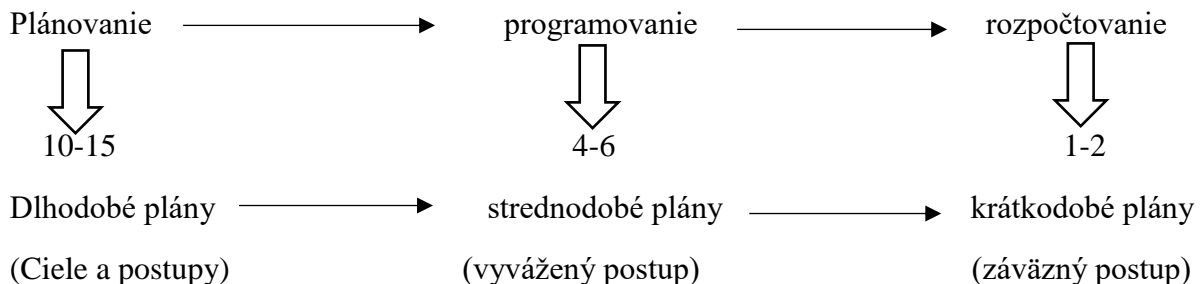 Plánovanie programovanie rozpočtovanie
10-15 4-6 1-2
Dlhodobé plány strednodobé plány krátkodobé plány
(Ciele a postupy) (vyvážený postup) (záväzný postup)